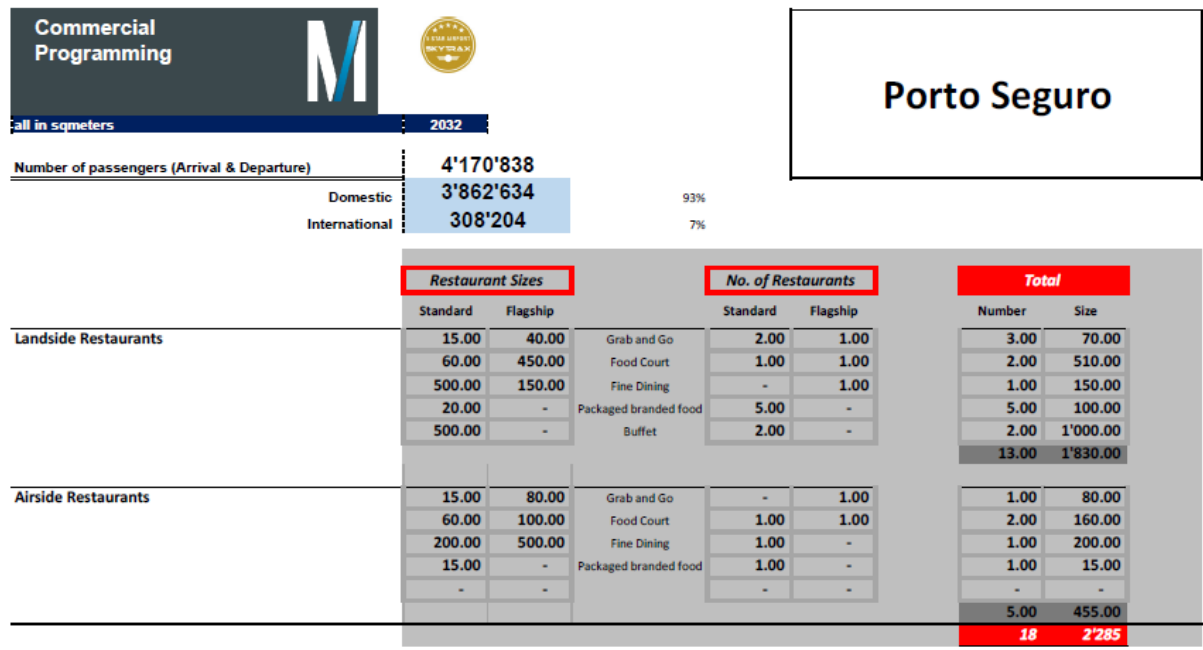 Commercial
Programming
5 STAR AIRPORT
SKYTRAX
Porto Seguro
all in sqmeters 2032
Number of passengers (Arrival & Departure) 4'170'838
Domestic 3'862'634 93%
International 308'204 7%
Restaurant Sizes No. of Restaurants Total
Standard Flagship Standard Flagship Number Size
Landside Restaurants 15.00 40.00 Grab and Go 2.00 1.00 3.00 70.00
60.00 450.00 Food Court 1.00 1.00 2.00 510.00
500.00 150.00 Fine Dining - 1.00 1.00 150.00
20.00 - Packaged branded food 5.00 - 5.00 100.00
500.00 - Buffet 2.00 - 2.00 1'000.00
13.00 1'830.00
Airside Restaurants 15.00 80.00 Grab and Go - 1.00 1.00 80.00
60.00 100.00 Food Court 1.00 1.00 2.00 160.00
200.00 500.00 Fine Dining 1.00 - 1.00 200.00
15.00 - Packaged branded food 1.00 - 1.00 15.00
- - - - - -
5.00 455.00
18 2'285